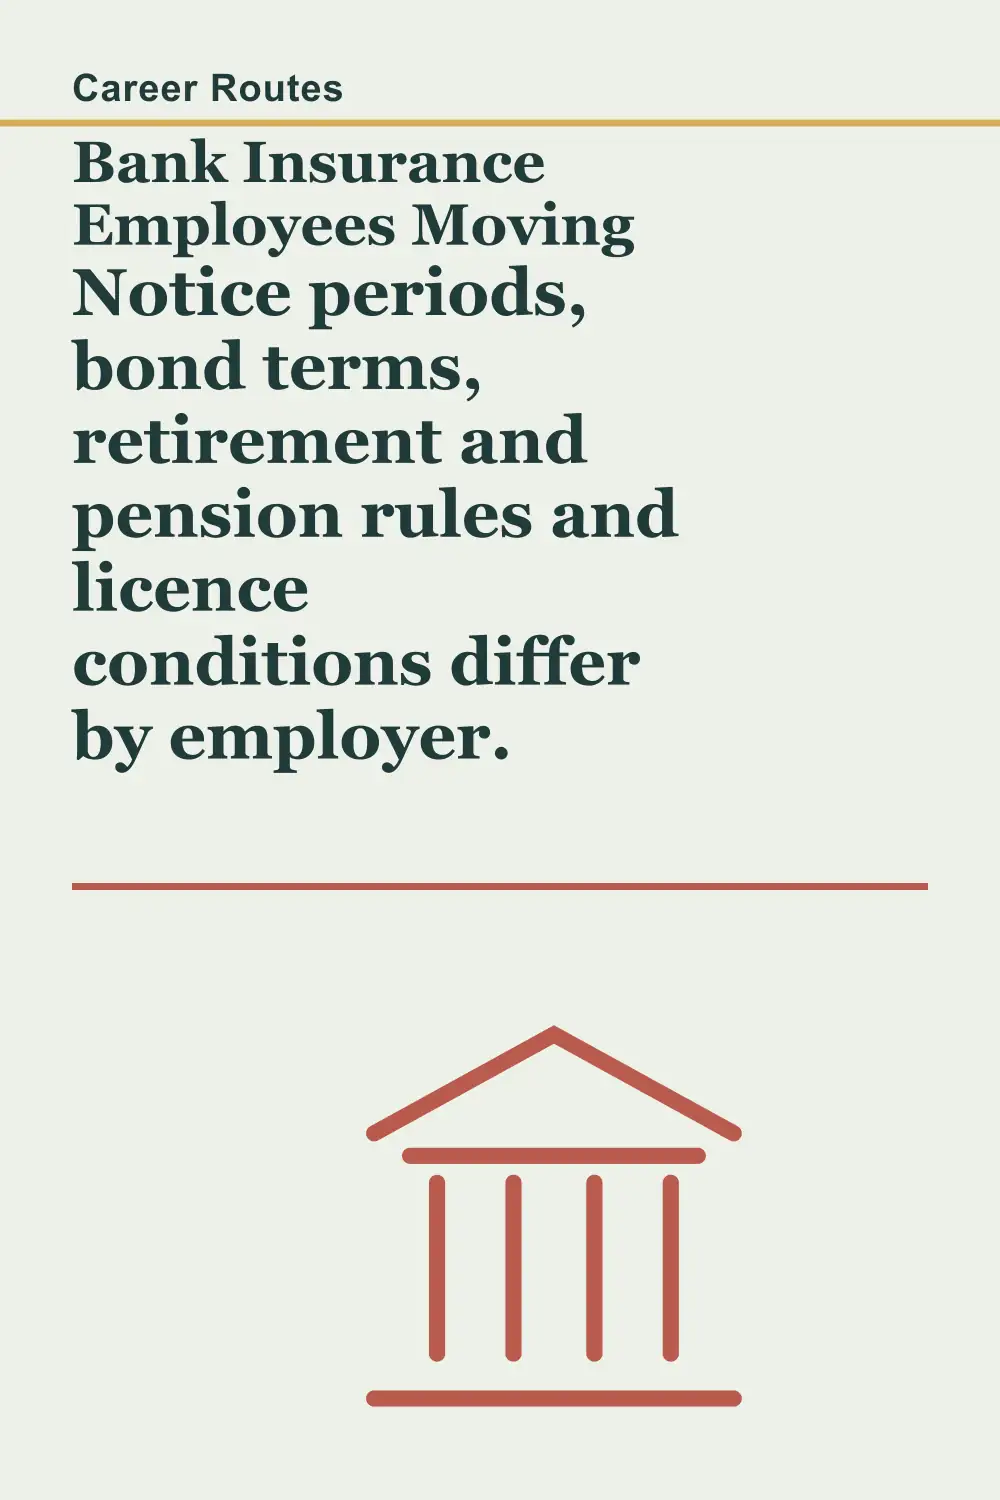 Career Routes
Bank Insurance
Employees Moving
Notice periods,
bond terms,
retirement and
pension rules and
licence
conditions differ
by employer.